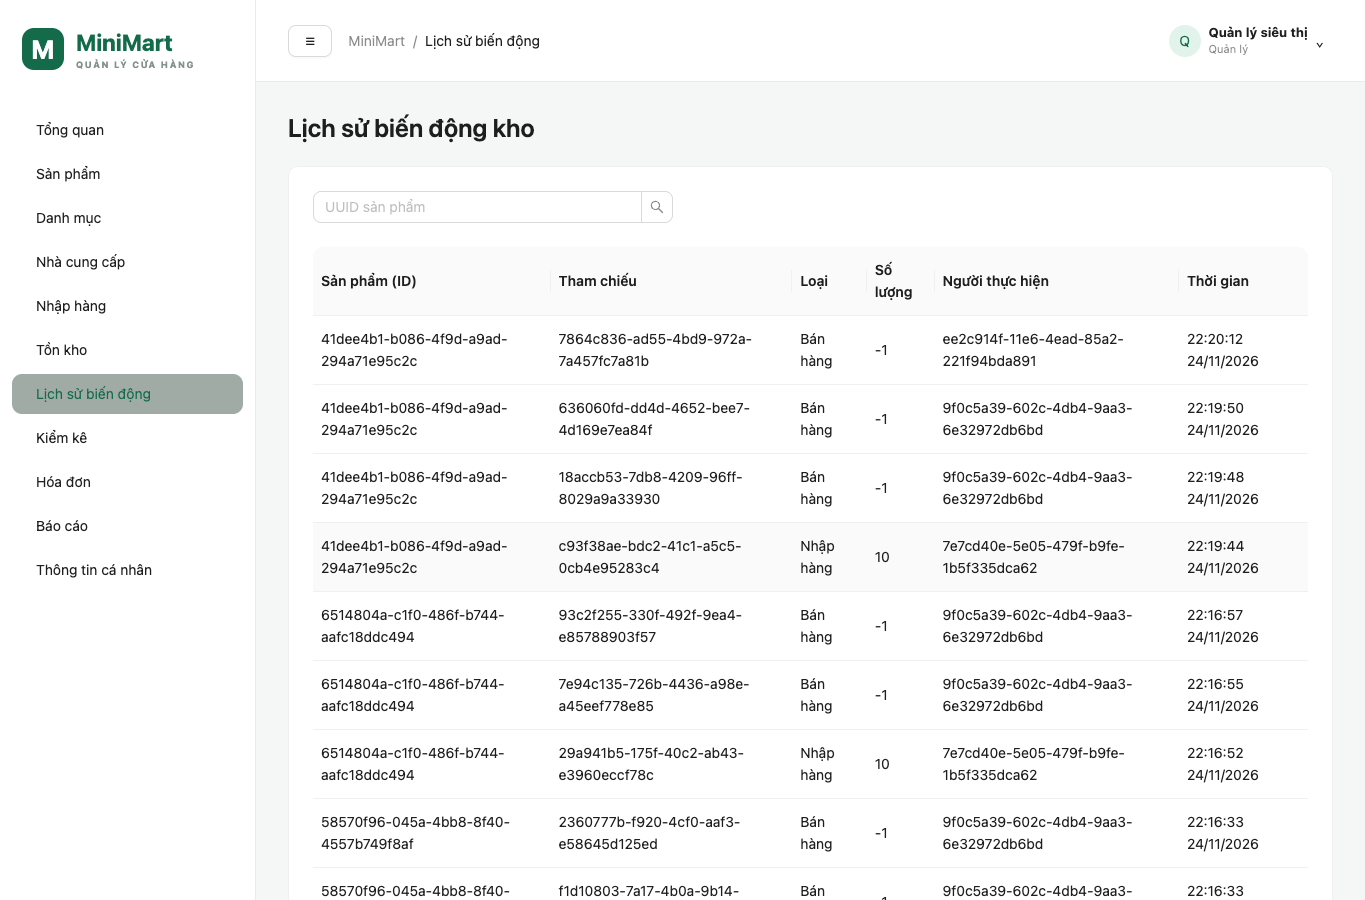 M
MiniMart
QUẢN LÝ CỬA HÀNG
Tổng quan
Sản phẩm
Danh mục
Nhà cung cấp
Nhập hàng
Tồn kho
Lịch sử biến động
Kiểm kê
Hóa đơn
Báo cáo
Thông tin cá nhân
MiniMart / Lịch sử biến động
Q
Quản lý siêu thị
Quản lý
Lịch sử biến động kho
UUID sản phẩm
Sản phẩm (ID) Tham chiếu Loại Số lượng Người thực hiện Thời gian
41dee4b1-b086-4f9d-a9ad- 7864c836-ad55-4bd9-972a- Bán -1 ee2c914f-11e6-4ead-85a2- 22:20:12
294a71e95c2c 7a457fc7a81b hàng 221f94bda891 24/11/2026
41dee4b1-b086-4f9d-a9ad- 636060fd-dd4d-4652-bee7- Bán -1 9f0c5a39-602c-4db4-9aa3- 22:19:50
294a71e95c2c 4d169e7ea84f hàng 6e32972db6bd 24/11/2026
41dee4b1-b086-4f9d-a9ad- 18accb53-7db8-4209-96ff- Bán -1 9f0c5a39-602c-4db4-9aa3- 22:19:48
294a71e95c2c 8029a9a33930 hàng 6e32972db6bd 24/11/2026
41dee4b1-b086-4f9d-a9ad- c93f38ae-bdc2-41c1-a5c5- Nhập 10 7e7cd40e-5e05-479f-b9fe- 22:19:44
294a71e95c2c 0cb4e95283c4 hàng 1b5f335dca62 24/11/2026
6514804a-c1f0-486f-b744- 93c2f255-330f-492f-9ea4- Bán -1 9f0c5a39-602c-4db4-9aa3- 22:16:57
aafc18ddc494 e85788903f57 hàng 6e32972db6bd 24/11/2026
6514804a-c1f0-486f-b744- 7e94c135-726b-4436-a98e- Bán -1 9f0c5a39-602c-4db4-9aa3- 22:16:55
aafc18ddc494 a45eef778e85 hàng 6e32972db6bd 24/11/2026
6514804a-c1f0-486f-b744- 29a941b5-175f-40c2-ab43- Nhập 10 7e7cd40e-5e05-479f-b9fe- 22:16:52
aafc18ddc494 e3960eccf78c hàng 1b5f335dca62 24/11/2026
58570f96-045a-4bb8-8f40- 2360777b-f920-4cf0-aaf3- Bán -1 9f0c5a39-602c-4db4-9aa3- 22:16:33
4557b749f8af e58645d125ed hàng 6e32972db6bd 24/11/2026
58570f96-045a-4bb8-8f40- f1d10803-7a17-4b0a-9b14- Bán 9f0c5a39-602c-4db4-9aa3- 22:16:33